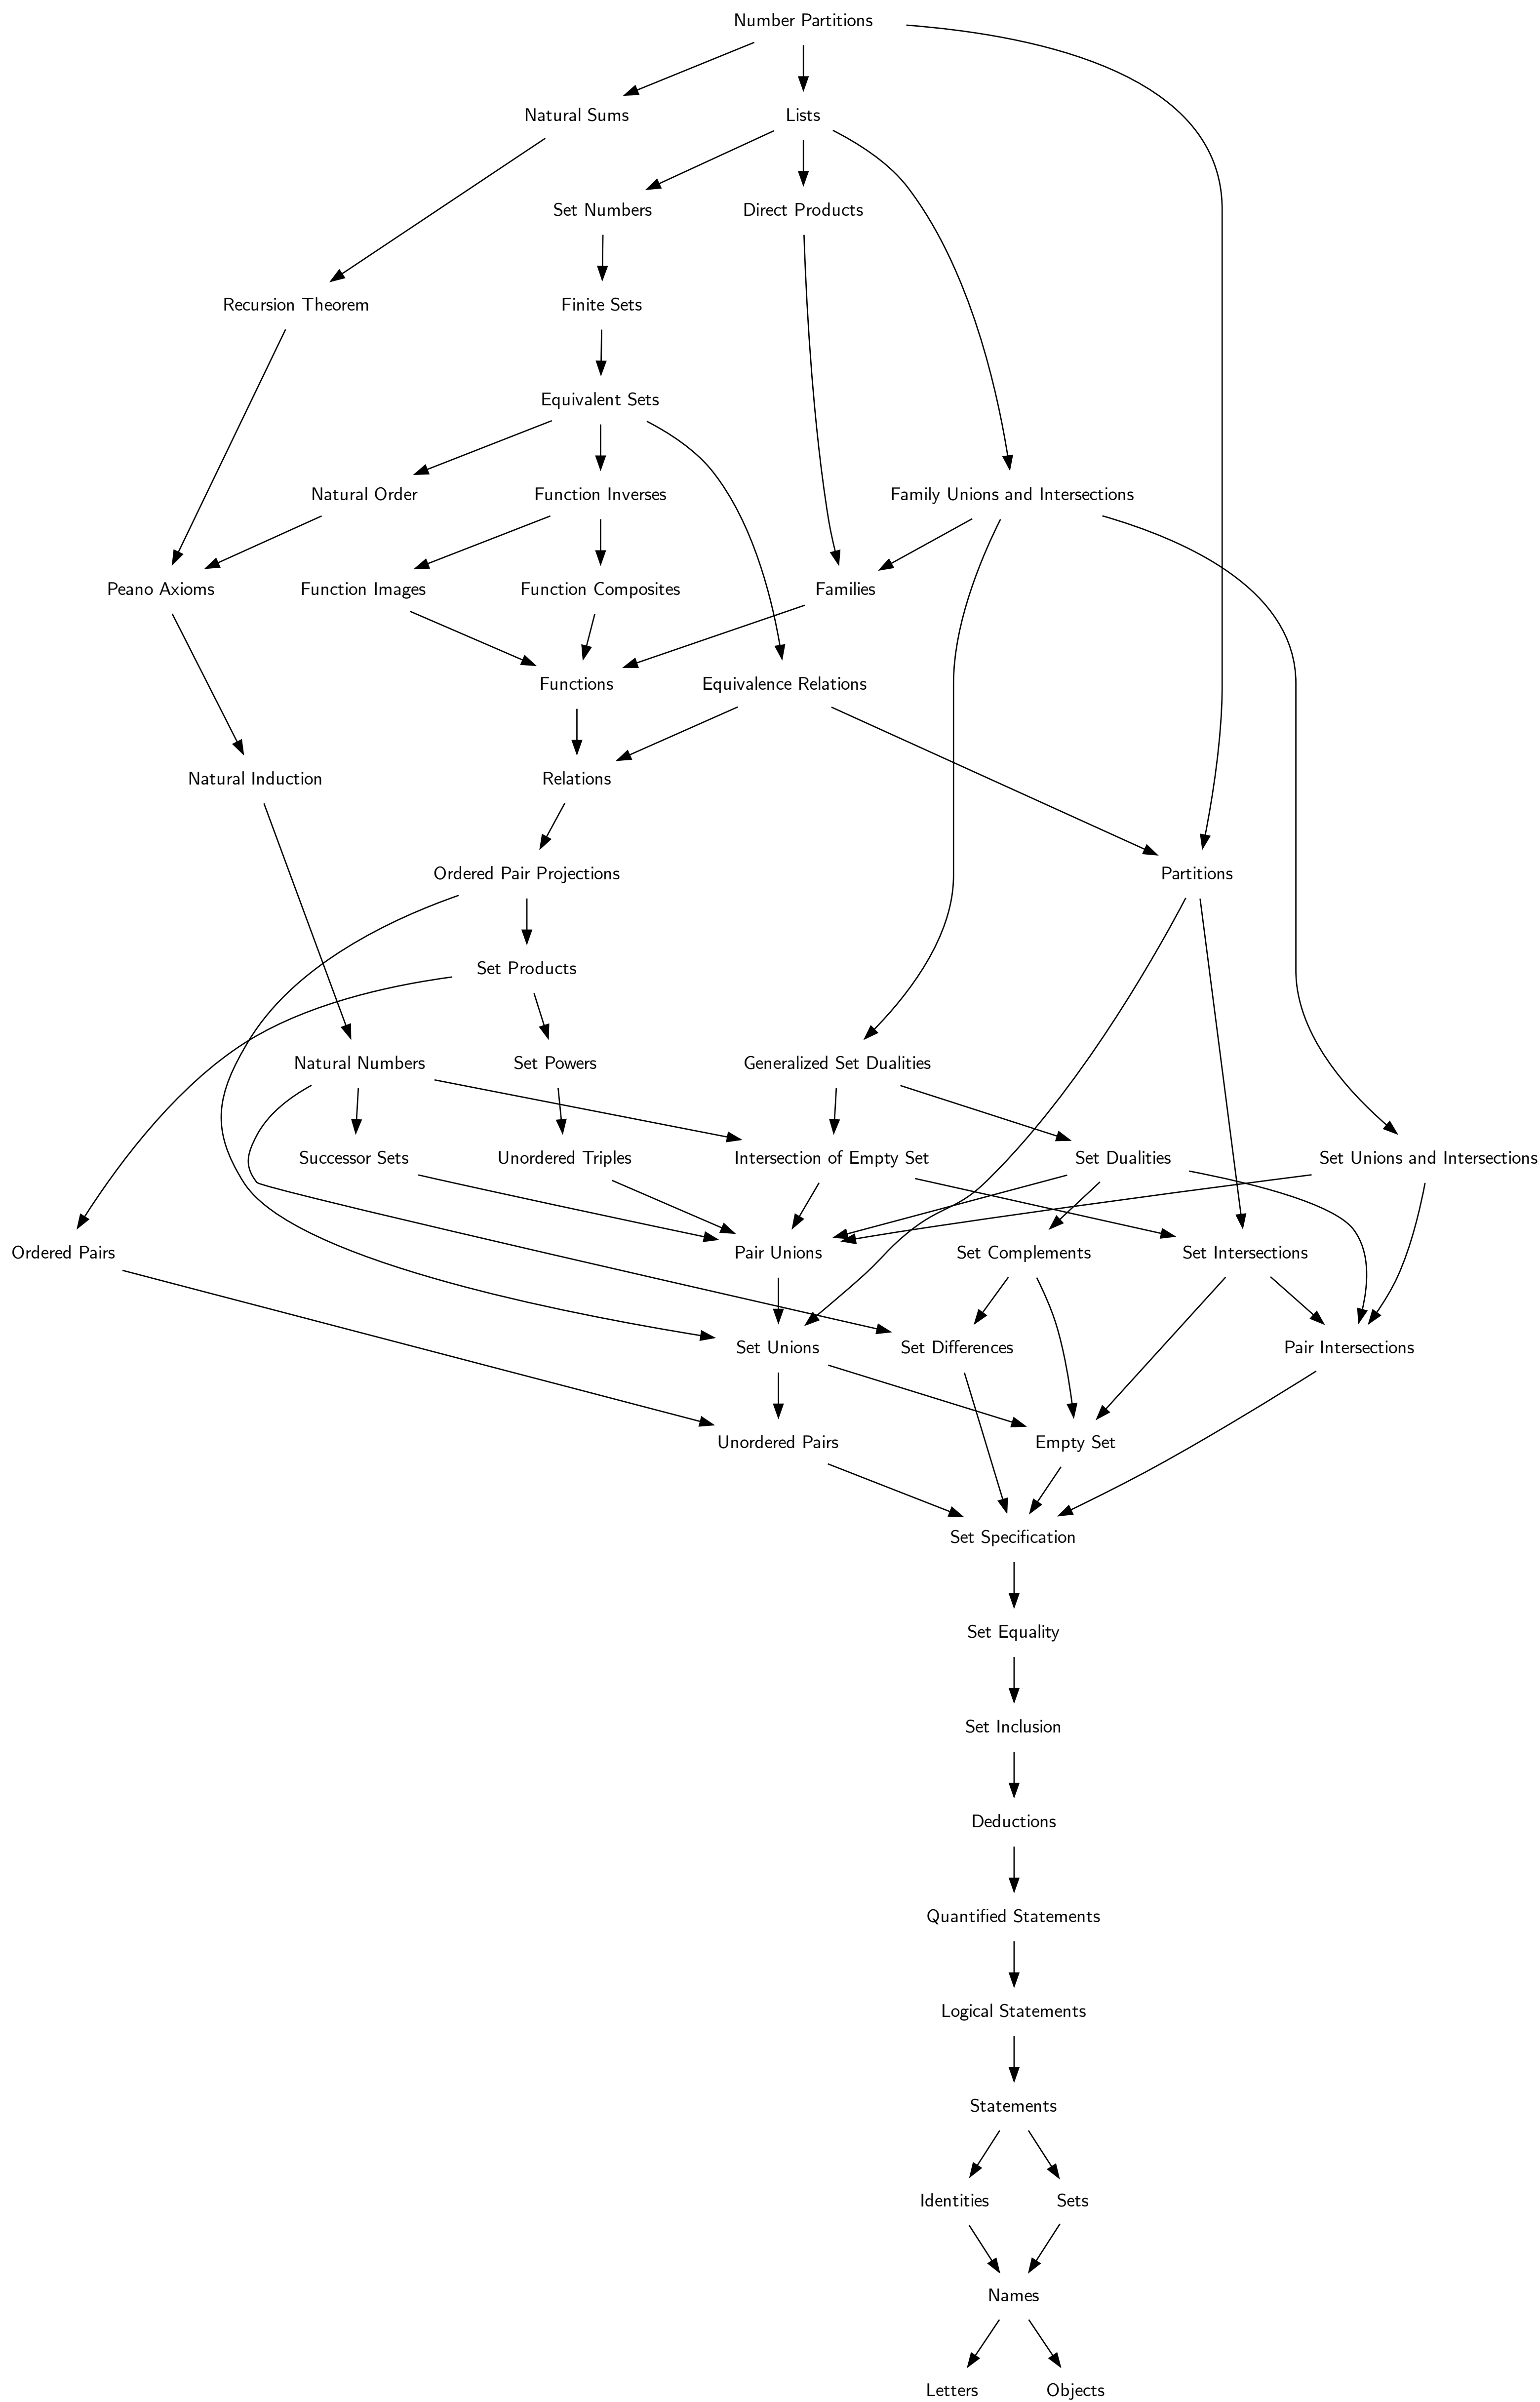 Number Partitions
Natural Sums
Lists
Set Numbers
Direct Products
Recursion Theorem
Finite Sets
Equivalent Sets
Natural Order
Function Inverses
Family Unions and Intersections
Peano Axioms
Function Images
Function Composites
Families
Functions
Equivalence Relations
Natural Induction
Relations
Ordered Pair Projections
Partitions
Set Products
Natural Numbers
Set Powers
Generalized Set Dualities
Successor Sets
Unordered Triples
Intersection of Empty Set
Set Dualities
Set Unions and Intersections
Ordered Pairs
Pair Unions
Set Complements
Set Intersections
Set Unions
Set Differences
Pair Intersections
Unordered Pairs
Empty Set
Set Specification
Set Equality
Set Inclusion
Deductions
Quantified Statements
Logical Statements
Statements
Identities
Sets
Names
Letters
Objects